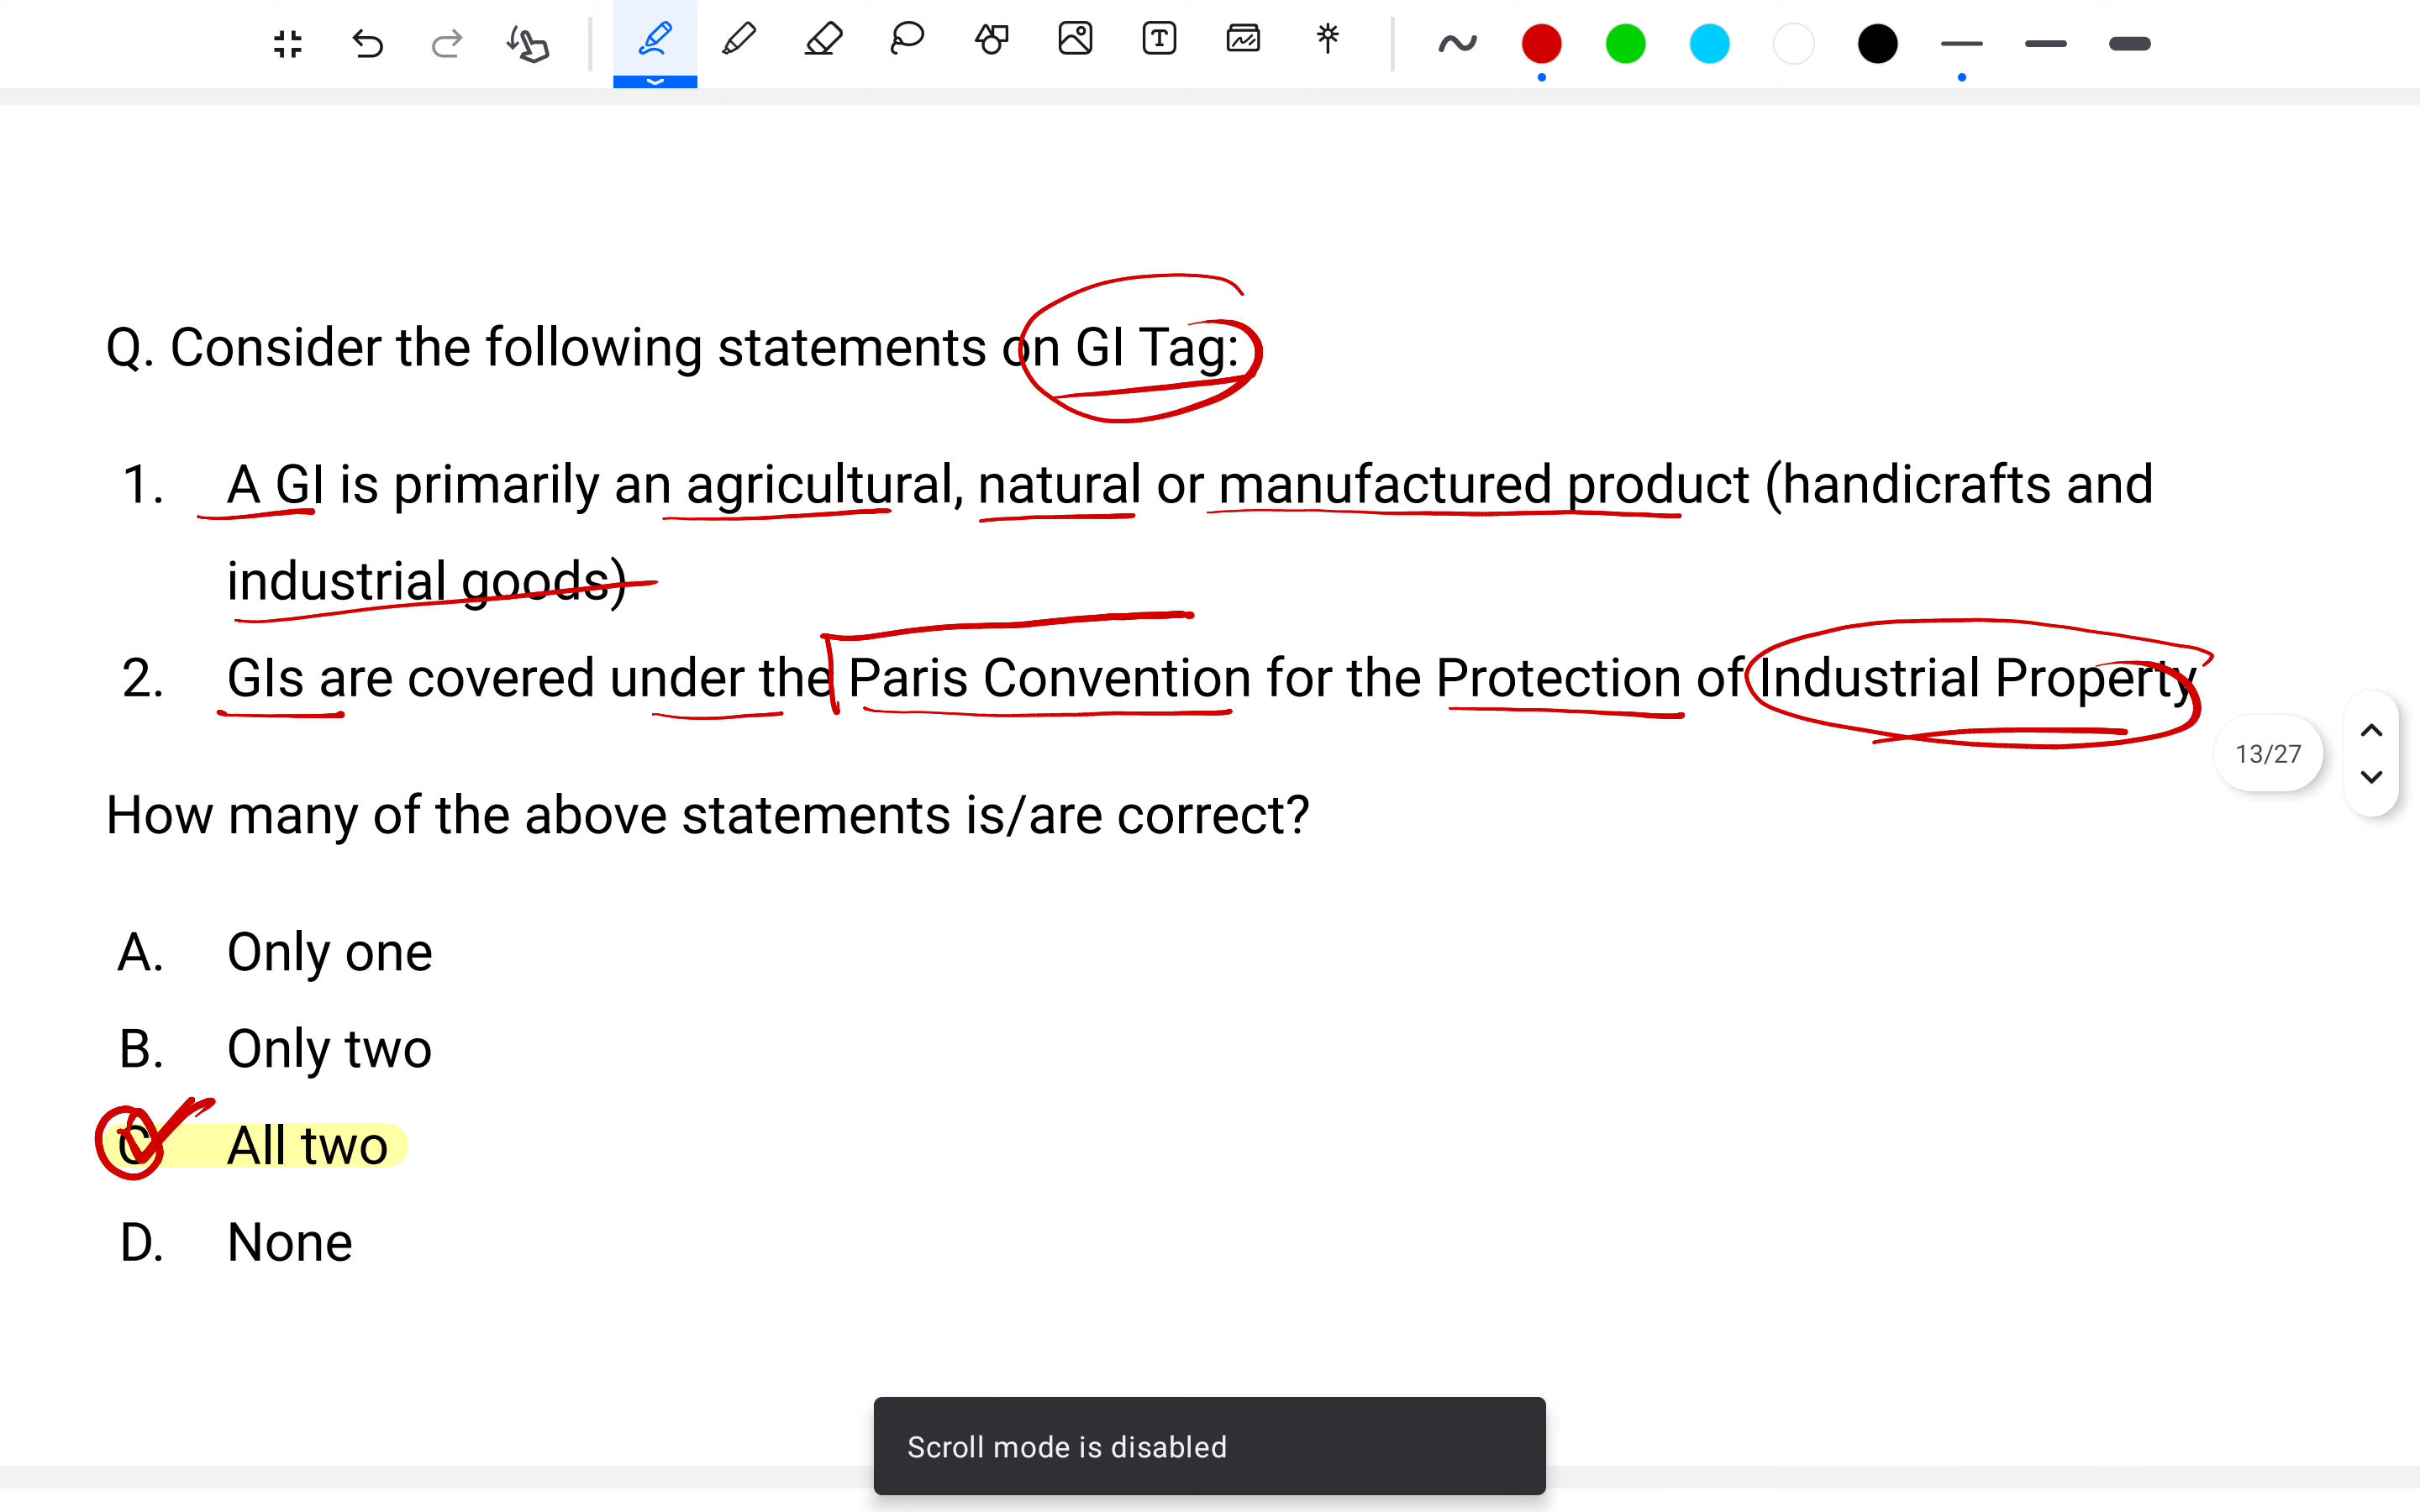 Q. Consider the following statements on GI Tag:
1. A GI is primarily an agricultural, natural or manufactured product (handicrafts and
industrial goods)
2. GIs are covered under the Paris Convention for the Protection of Industrial Property
13/27
How many of the above statements is/are correct?
A. Only one
B. Only two
C. All two
D. None
Scroll mode is disabled